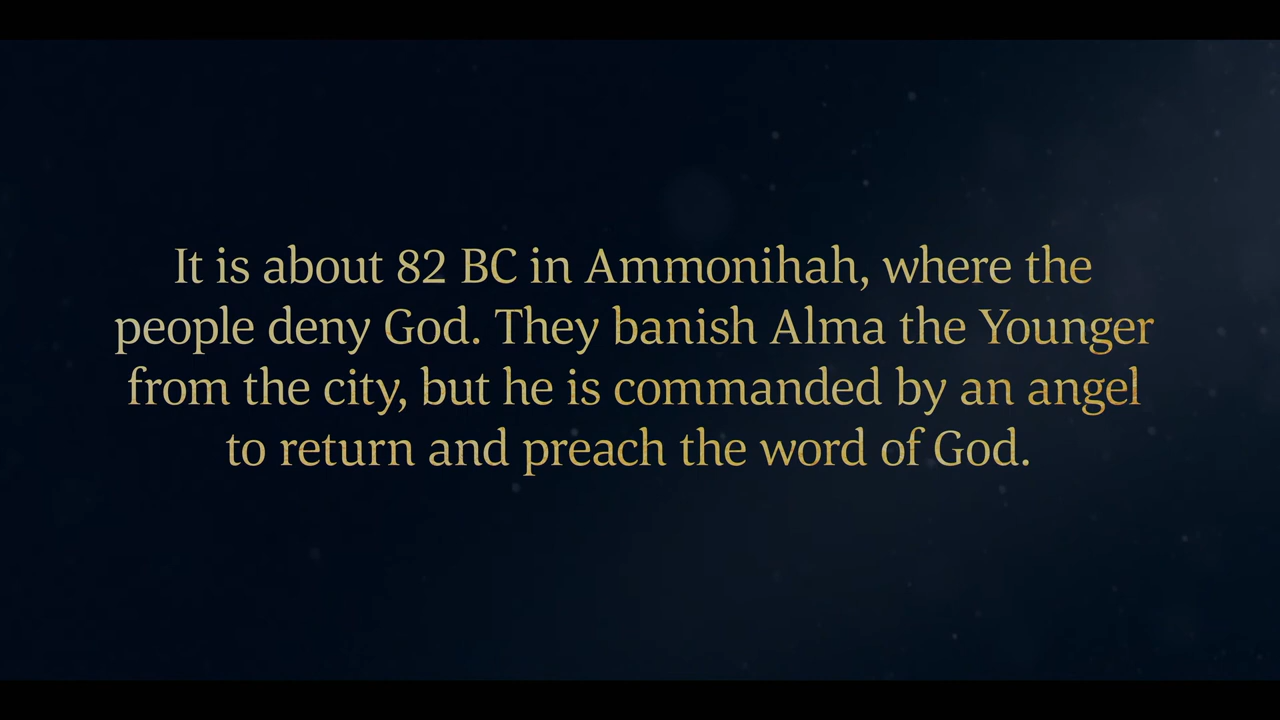 It is about 82 BC in Ammonihah, where the
people deny God. They banish Alma the Younger
from the city, but he is commanded by an angel
to return and preach the word of God.